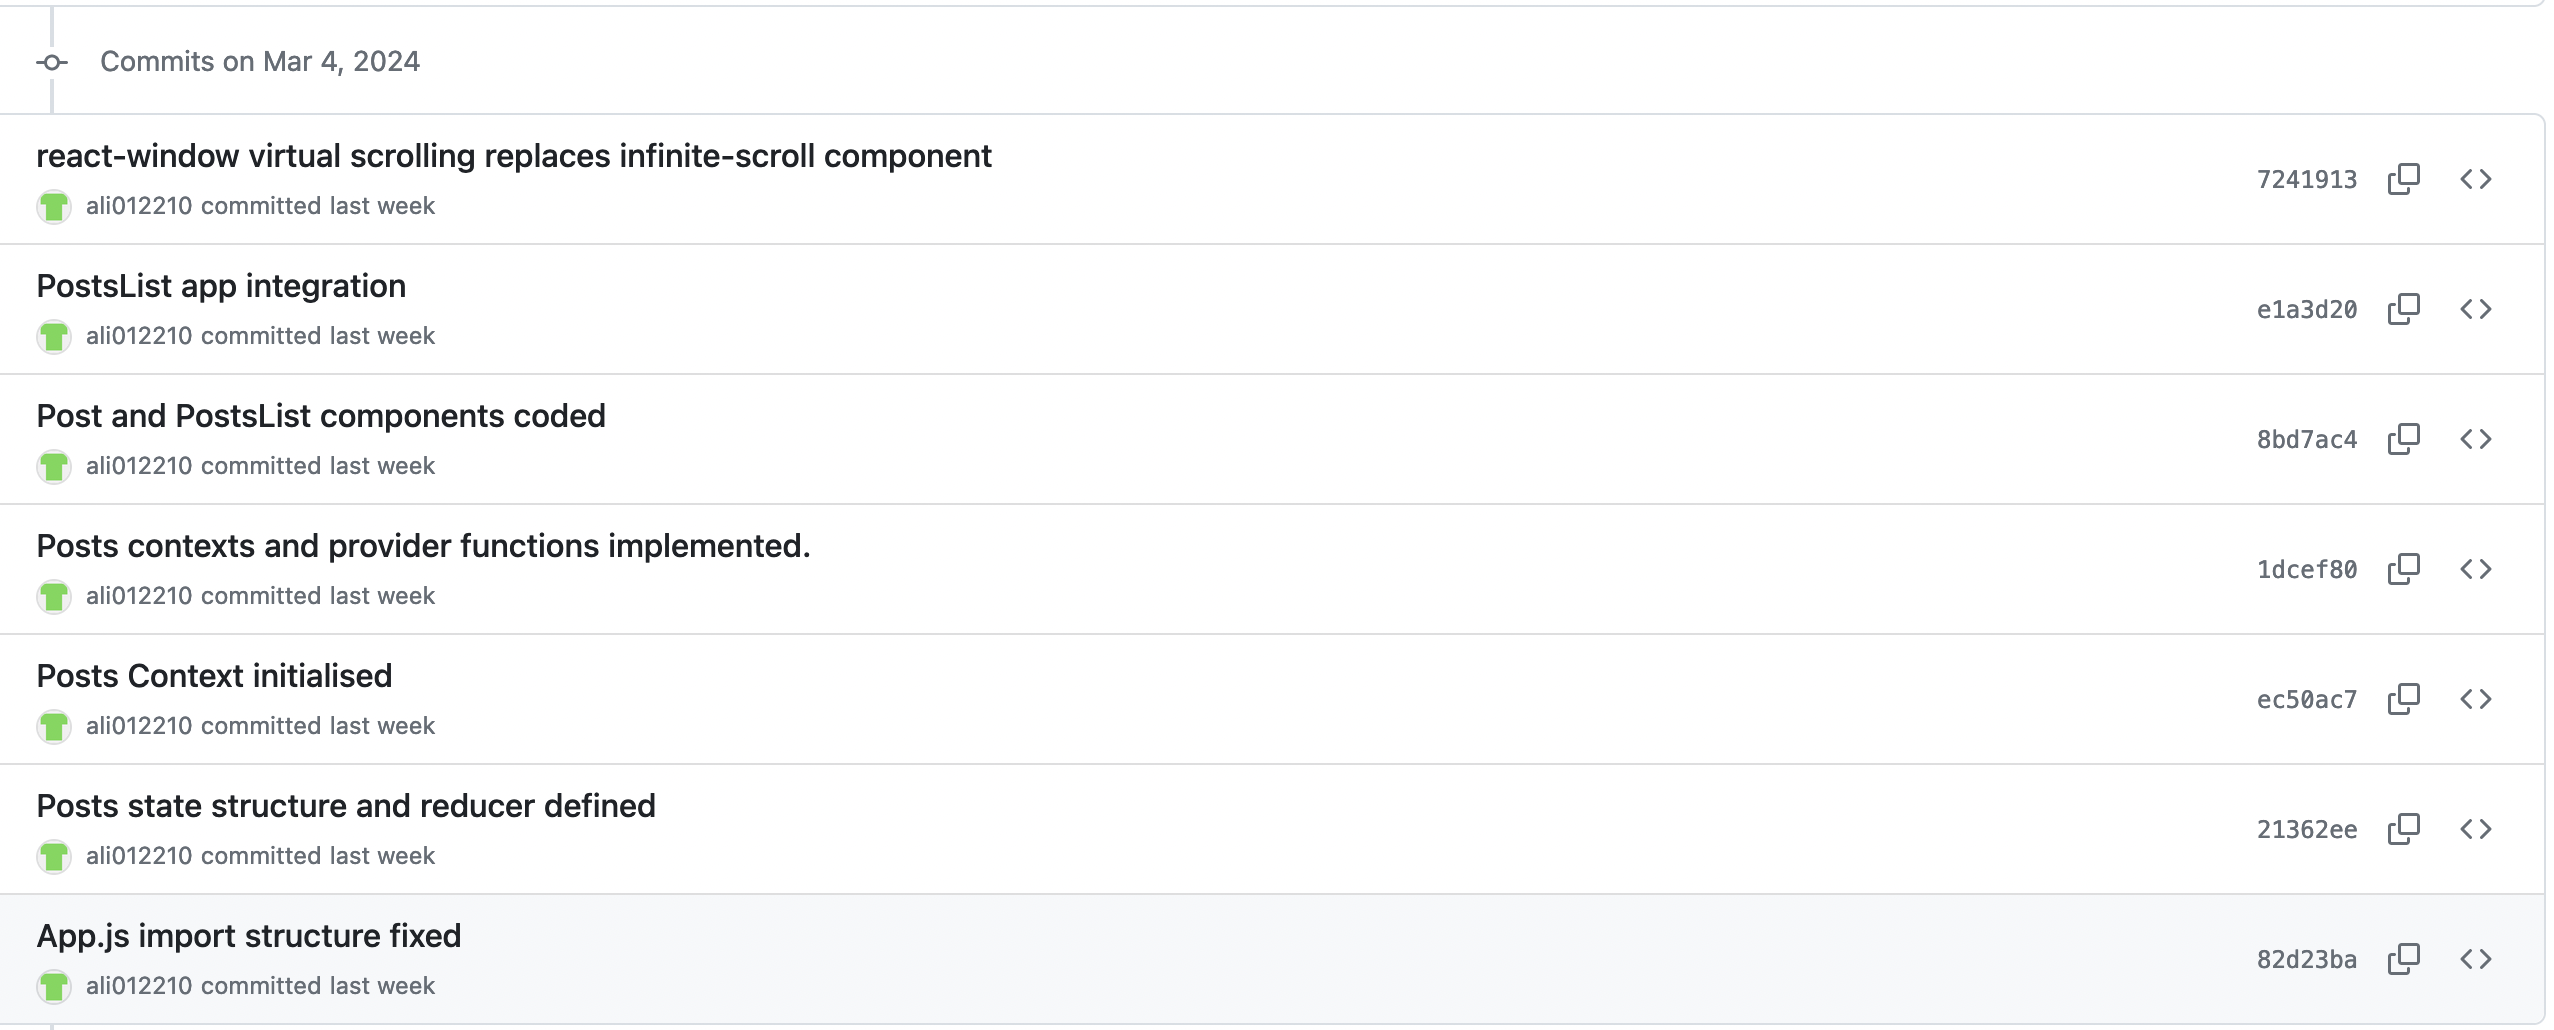 Commits on Mar 4, 2024
react-window virtual scrolling replaces infinite-scroll component
ali012210 committed last week
7241913
PostsList app integration
ali012210 committed last week
e1a3d20
Post and PostsList components coded
ali012210 committed last week
8bd7ac4
Posts contexts and provider functions implemented.
ali012210 committed last week
1dcef80
Posts Context initialised
ali012210 committed last week
ec50ac7
Posts state structure and reducer defined
ali012210 committed last week
21362ee
App.js import structure fixed
ali012210 committed last week
82d23ba